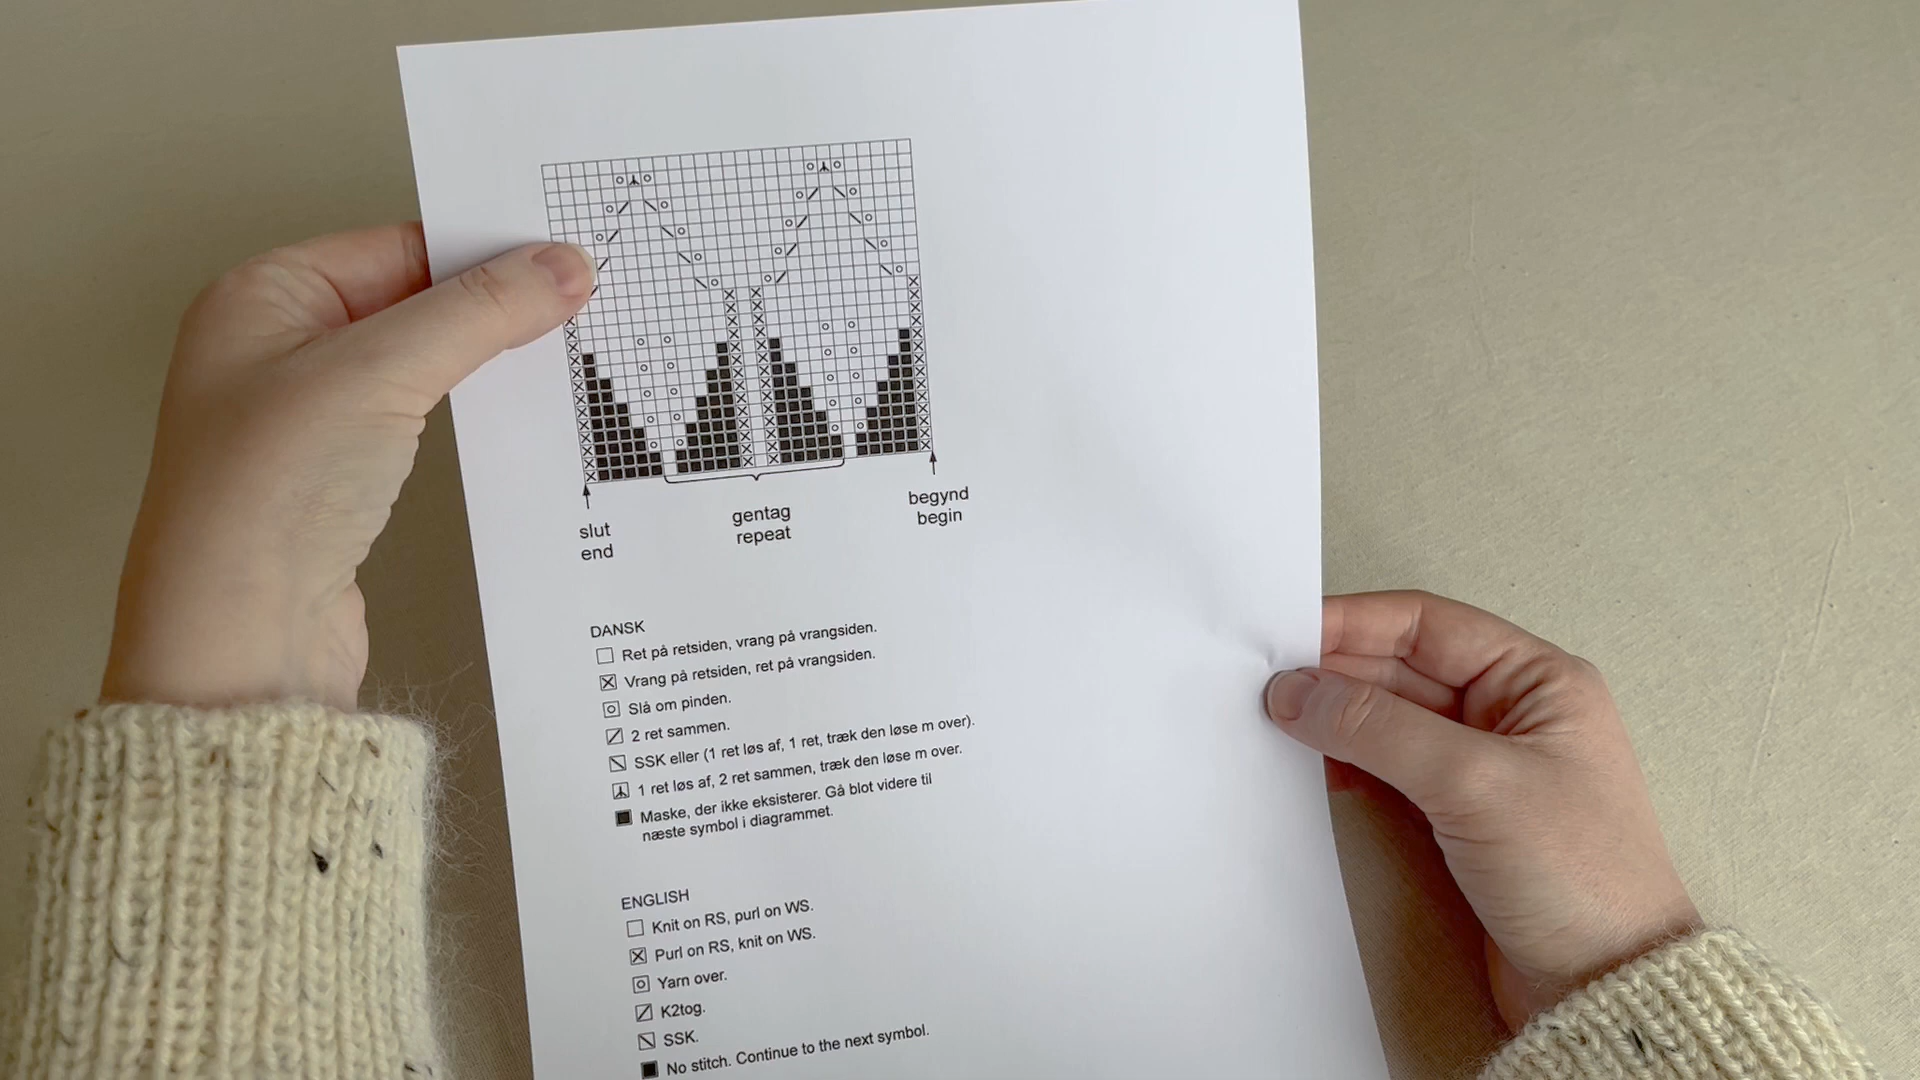 slut
end
gentag
repeat
begynd
begin
DANSK
Ret på retsiden, vrang på vrangsiden.
Vrang på retsiden, ret på vrangsiden.
Slå om pinden.
2 ret sammen.
SSK eller (1 ret løs af, 1 ret, træk den løse m over).
1 ret løs af, 2 ret sammen, træk den løse m over.
Maske, der ikke eksisterer. Gå blot videre til
næste symbol i diagrammet.
ENGLISH
Knit on RS, purl on WS.
Purl on RS, knit on WS.
Yarn over.
K2tog.
SSK.
No stitch. Continue to the next symbol.